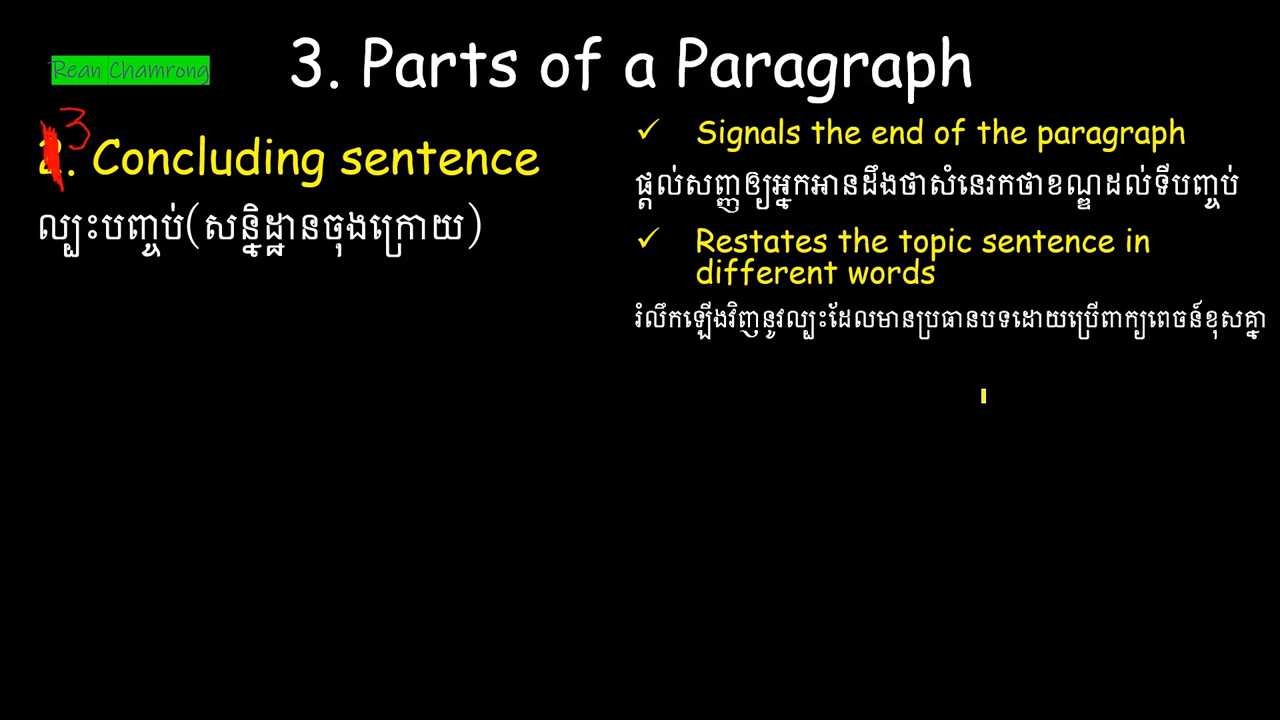 Rean Chamrong
3. Parts of a Paragraph
3
. Concluding sentence
ល្បះបញ្ចប់(សន្និដ្ឋានចុងក្រោយ)
✓ Signals the end of the paragraph
ផ្តល់សញ្ញឲ្យអ្នកអានដឹងថាសំនេរកថាខណ្ឌដល់ទីបញ្ចប់
✓ Restates the topic sentence in
different words
រំលឹកឡើងវិញនូវល្បះដែលមានប្រធានបទដោយប្រើពាក្យពេចន៍ខុសគ្នា